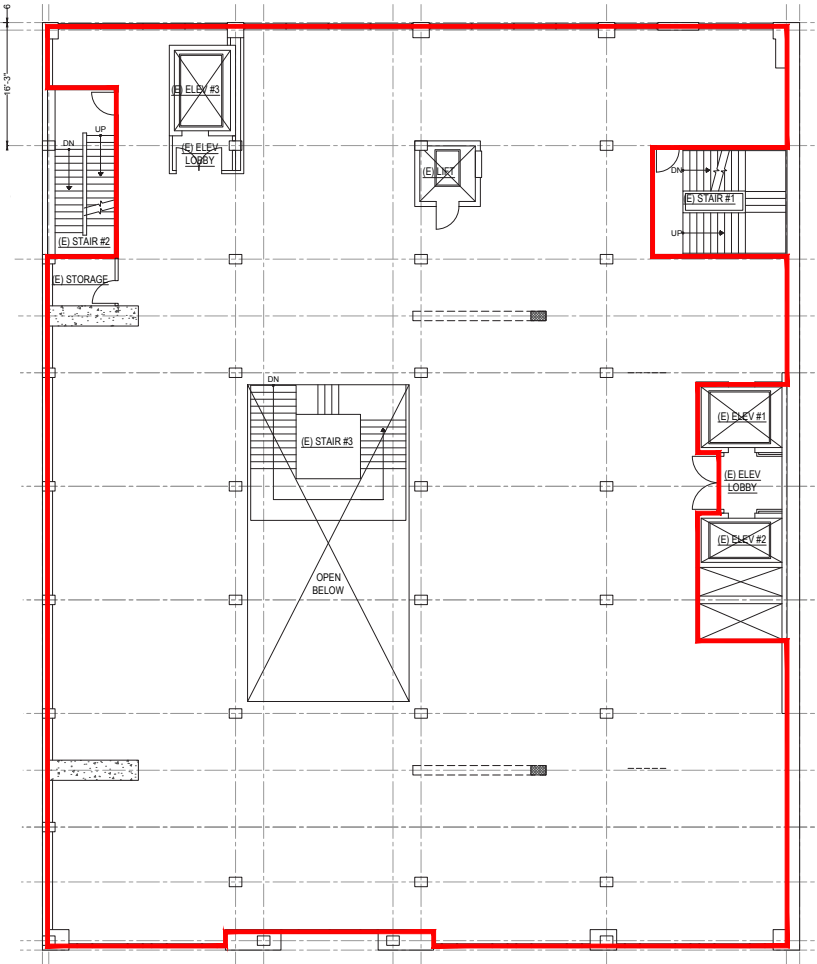 6
16'-3"
(E) ELEV #3
UP
DN
(E) ELEV
LOBBY
(E) LIFT
DN
(E) STAIR #1
UP
(E) STAIR #2
(E) STORAGE
DN
(E) STAIR #3
(E) ELEV #1
(E) ELEV
LOBBY
(E) ELEV #2
OPEN
BELOW